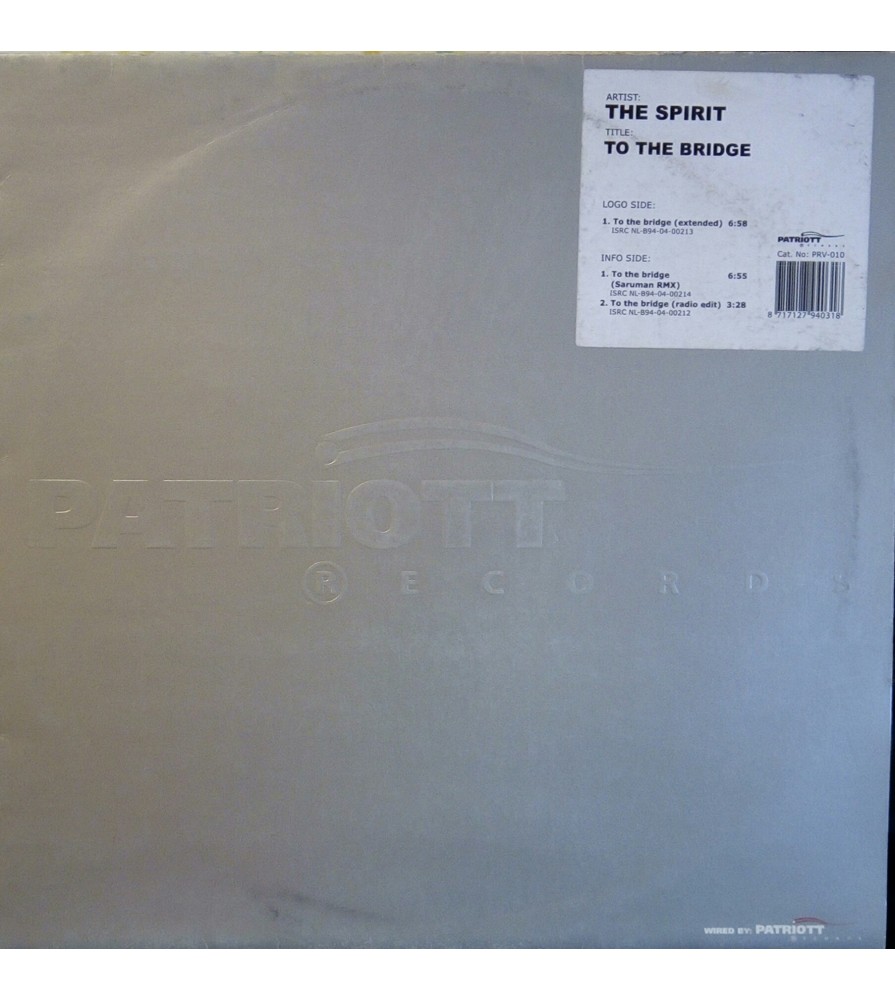 ARTIST:
THE SPIRIT
TITLE:
TO THE BRIDGE
LOGO SIDE:
1. To the bridge (extended) 6:58
ISRC NL-B94-04-00213
INFO SIDE:
1. To the bridge 6:55
(Saruman RMX)
ISRC NL-B94-04-00214
2. To the bridge (radio edit) 3:28
ISRC NL-B94-04-00212
PATRIOTT
RECORDS
Cat. No: PRV-010
8 717127 940318
PATRIOTT
RECORDS
WIRED BY: PATRIOTT
RECORDS